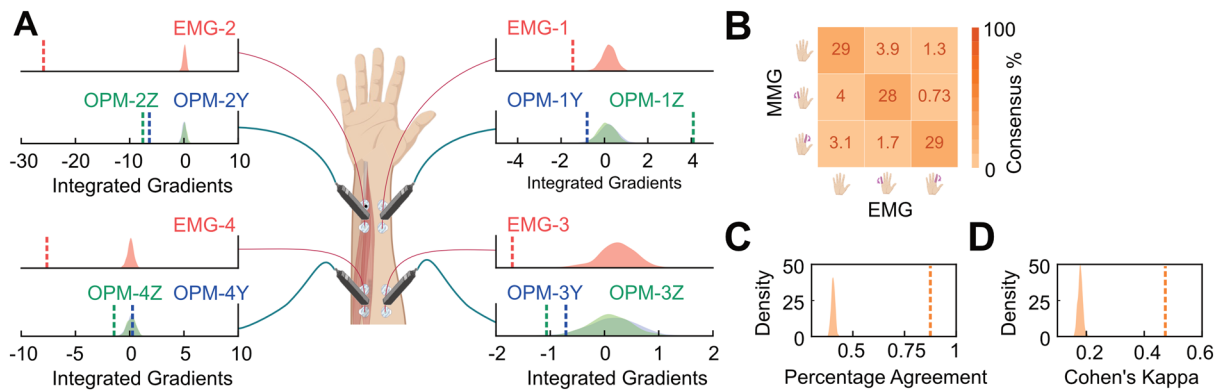 A
EMG-2
OPM-2Z OPM-2Y
-30 -20 -10 0 10
Integrated Gradients
EMG-1
OPM-1Y OPM-1Z
-4 -2 0 2 4
Integrated Gradients
EMG-4
OPM-4Z OPM-4Y
-10 -5 0 5 10
Integrated Gradients
EMG-3
OPM-3Y OPM-3Z
-2 -1 0 1 2
Integrated Gradients
B
MMG
29 3.9 1.3
4 28 0.73
3.1 1.7 29
EMG
100
0
Consensus %
C
Density
50
25
0
0.5 0.75 1
Percentage Agreement
D
Density
50
25
0
0.2 0.4 0.6
Cohen's Kappa